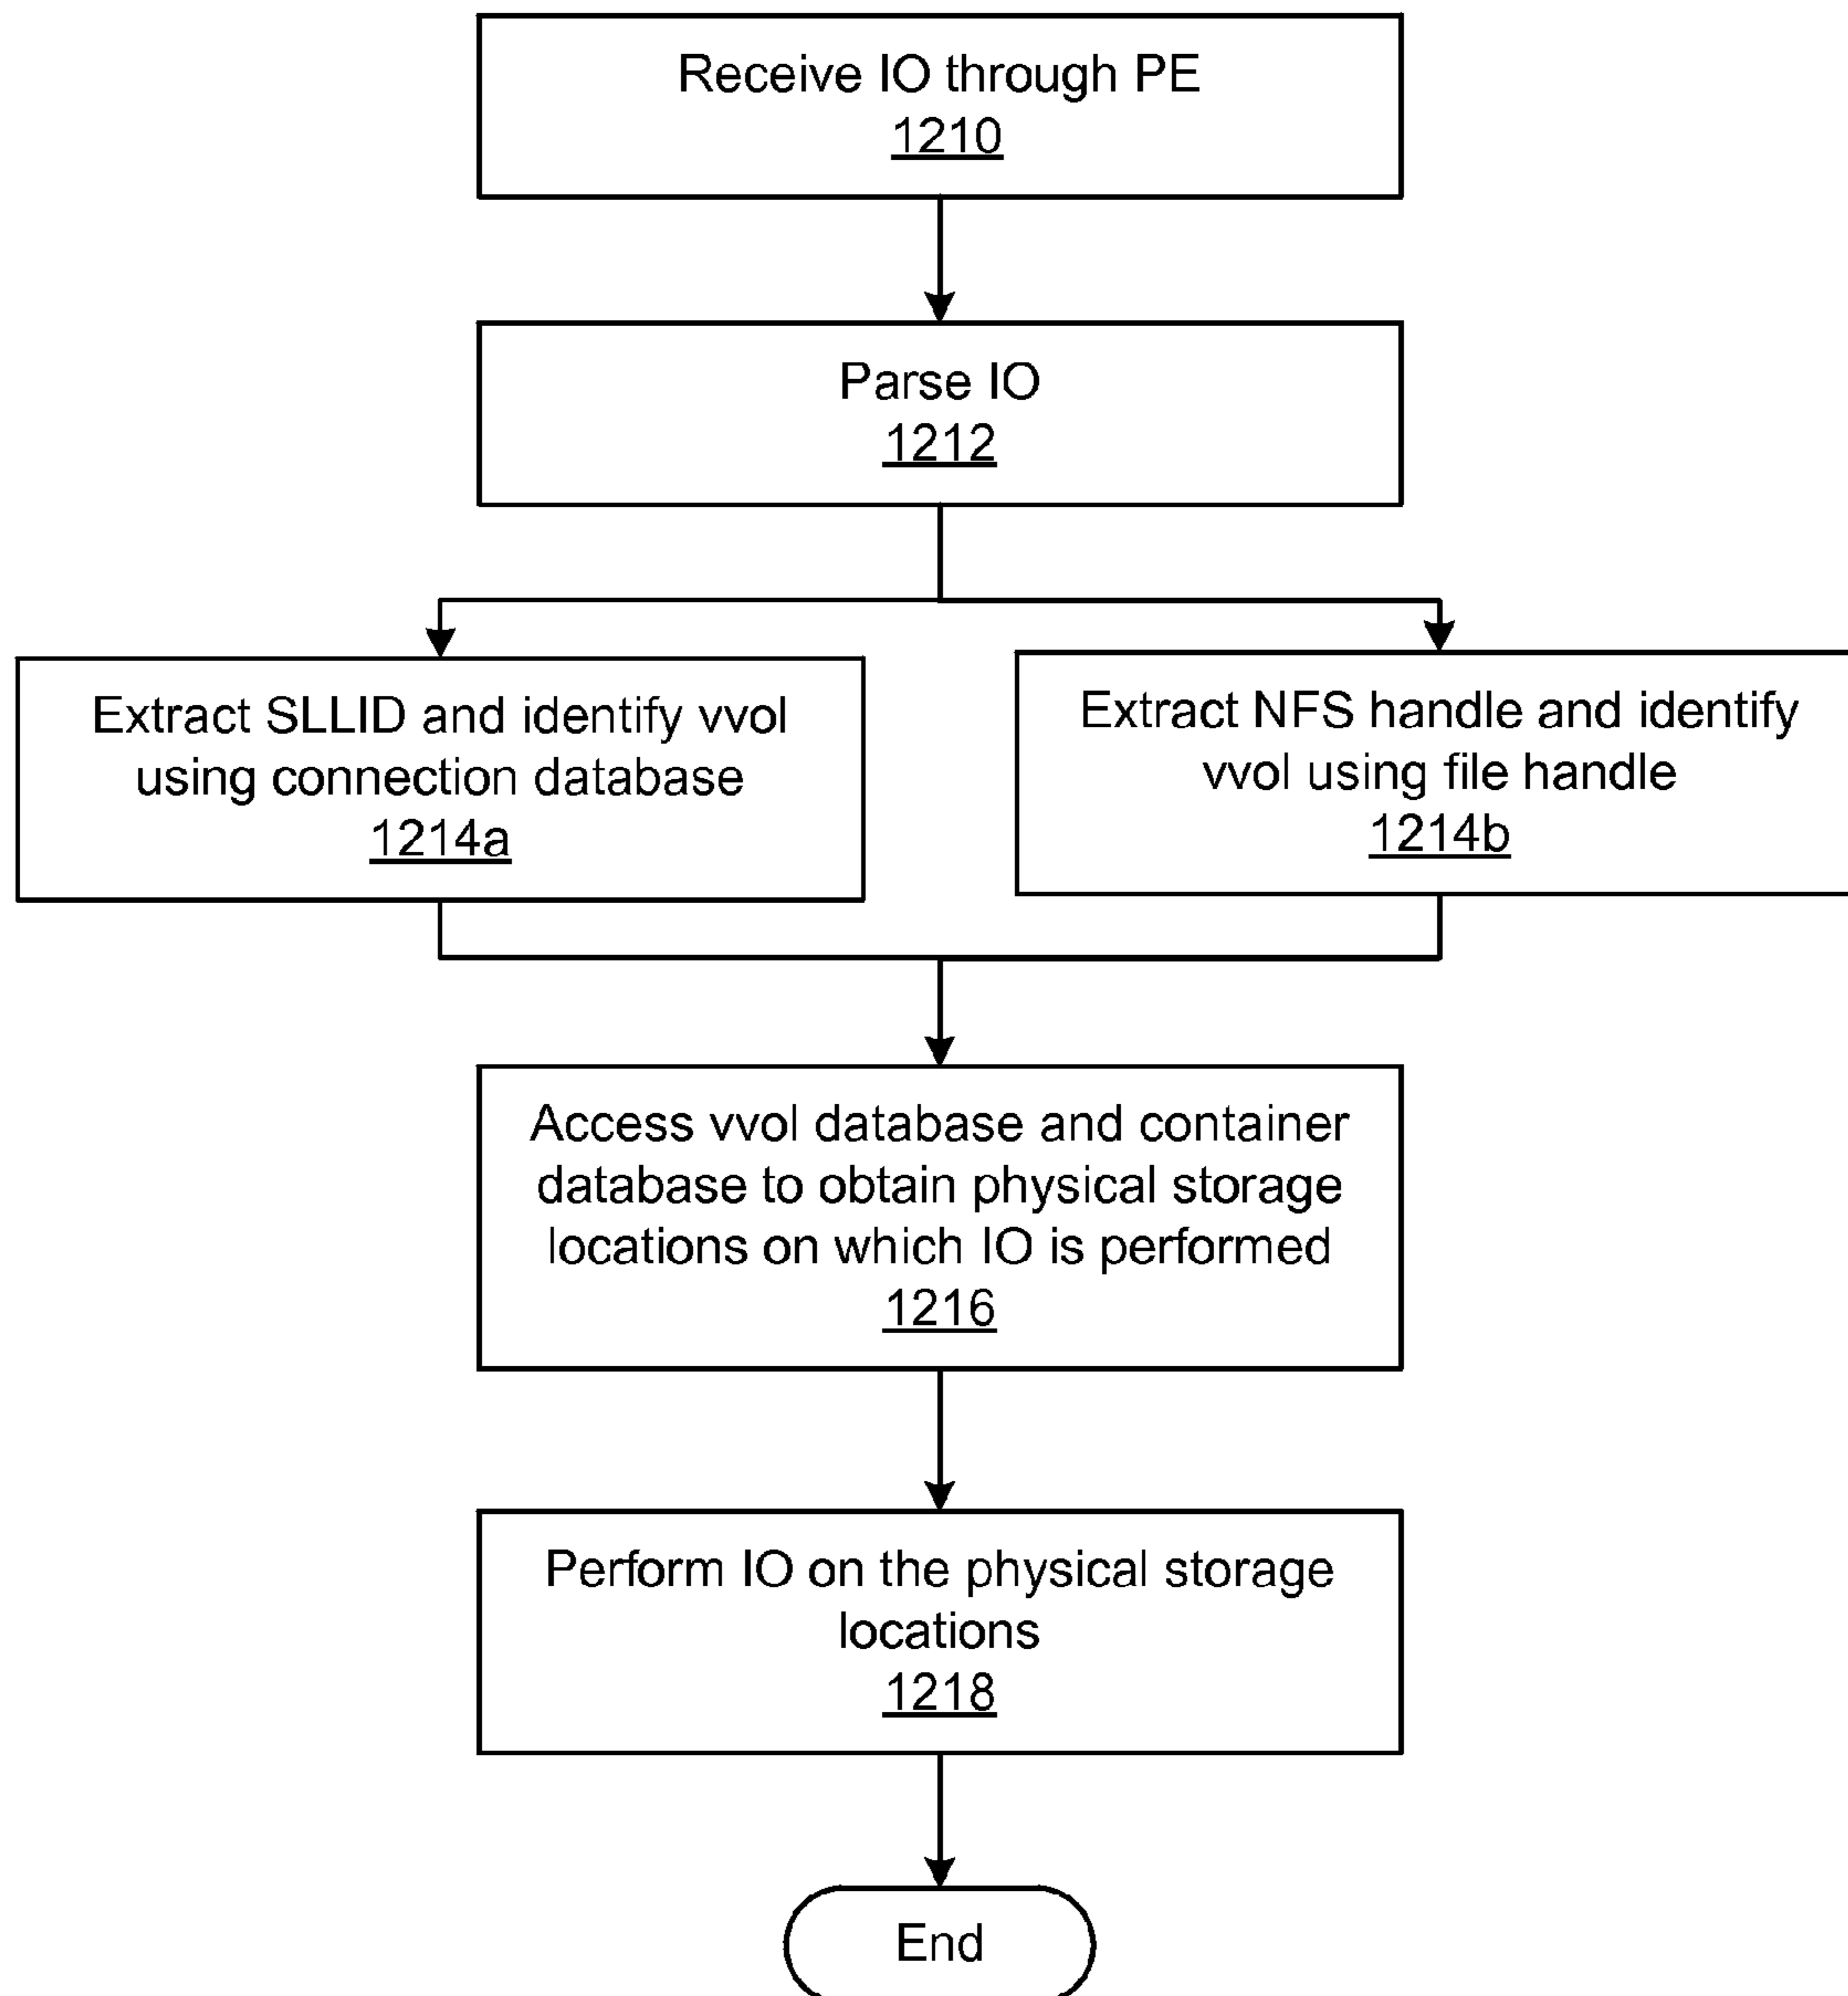 Receive IO through PE
1210
Parse IO
1212
Extract SLLID and identify vvol
using connection database
1214a
Extract NFS handle and identify
vvol using file handle
1214b
Access vvol database and container
database to obtain physical storage
locations on which IO is performed
1216
Perform IO on the physical storage
locations
1218
End